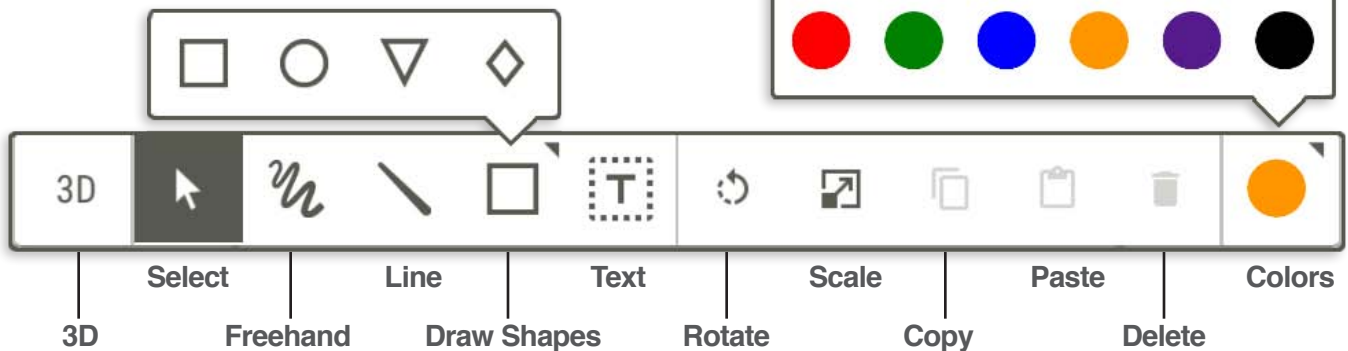 3D
T
Select Line Text Scale Paste Colors
3D Freehand Draw Shapes Rotate Copy Delete